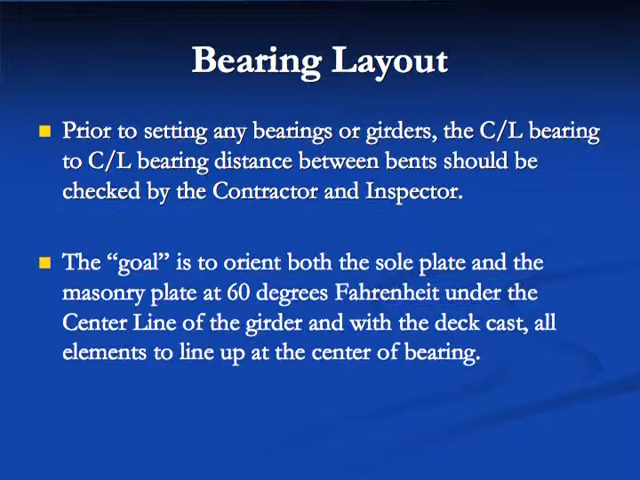 Bearing Layout
Prior to setting any bearings or girders, the C/L bearing
to C/L bearing distance between bents should be
checked by the Contractor and Inspector.
The “goal” is to orient both the sole plate and the
masonry plate at 60 degrees Fahrenheit under the
Center Line of the girder and with the deck cast, all
elements to line up at the center of bearing.